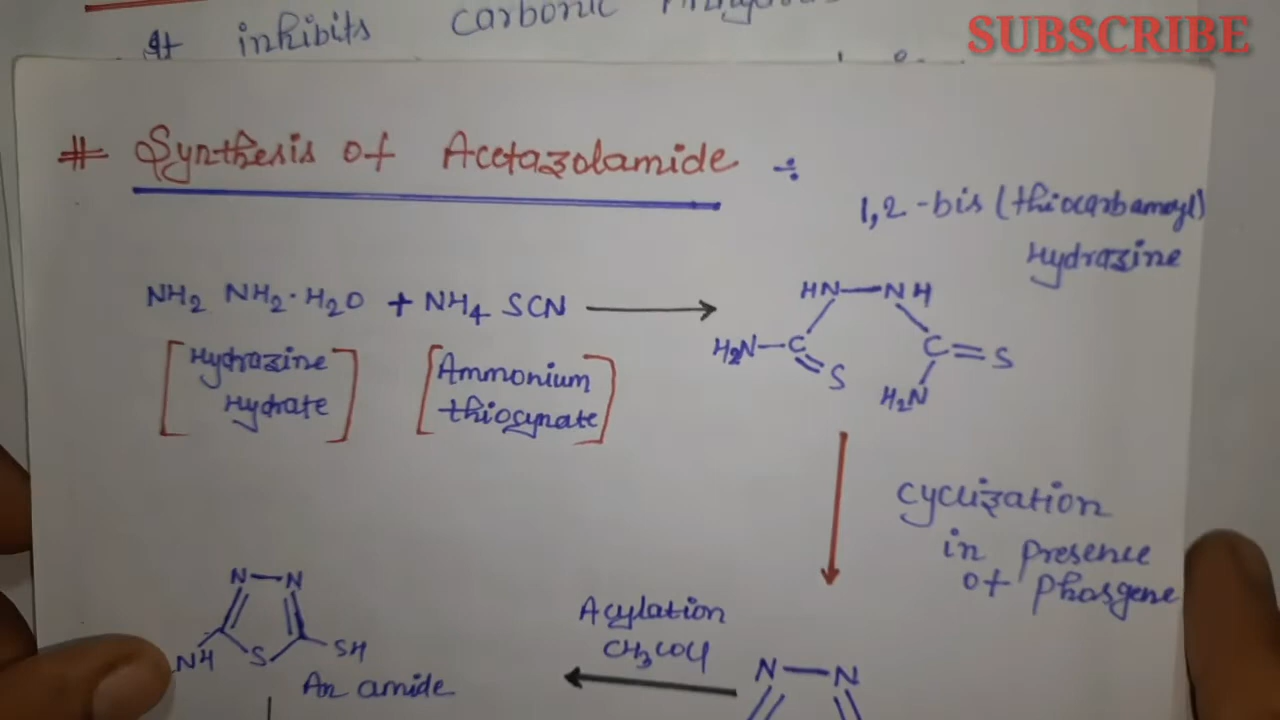 It inhibits carbonic
SUBSCRIBE
# Synthesis of Acetazolamide ÷
1,2-bis (thiocarbamoyl)
Hydrazine
NH2 NH2·H2O + NH4 SCN
[Hydrazine Hydrate]
[Ammonium thiocynate]
HN—NH
H2N—C=S
C=S
H2N
Cyclization
in presence
of phosgene
Acylation
CH3COCl
N—N
N—N
NH
S
SH
An amide